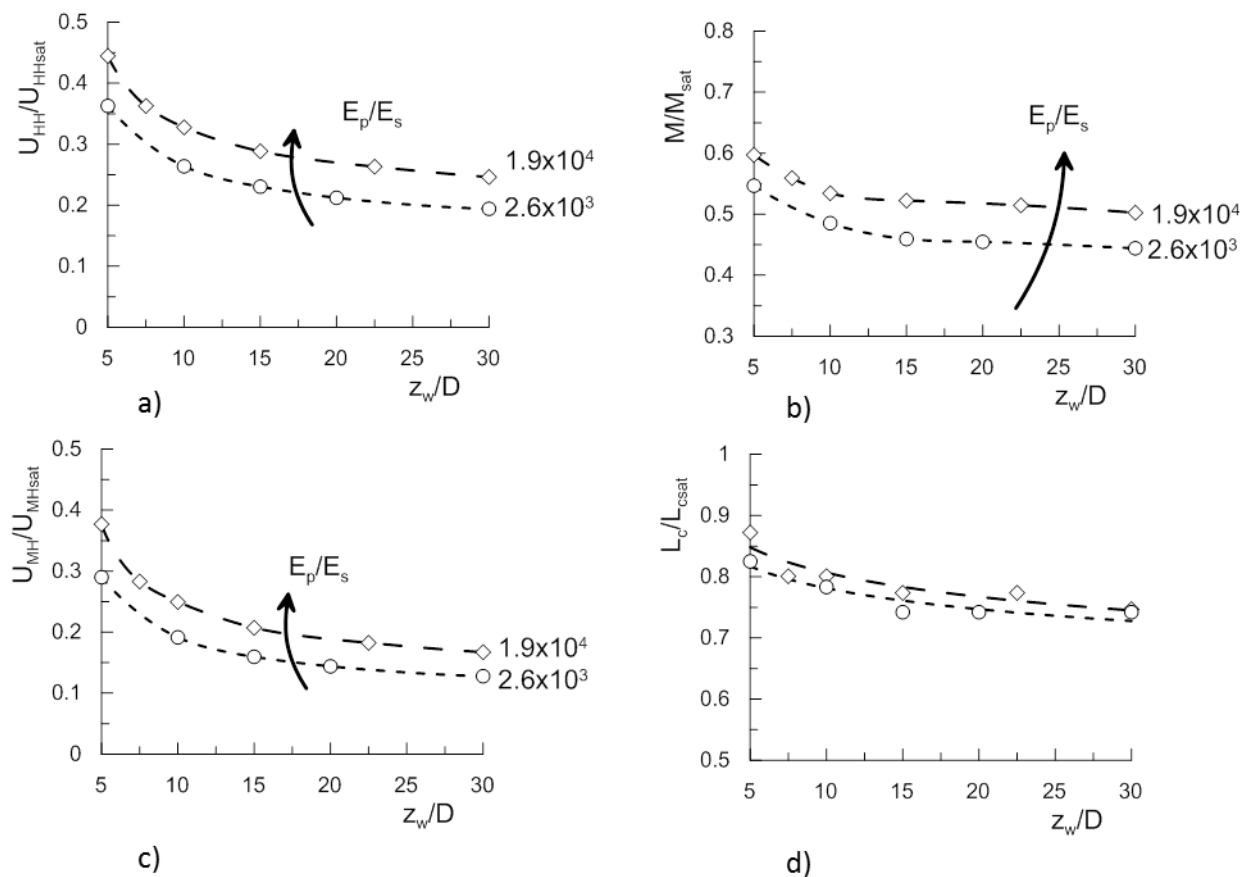 0.5
0.4
0.3
0.2
0.1
0
U_HH/U_HHsat
E_p/E_s
1.9x10^4
2.6x10^3
5 10 15 20 25 30
z_w/D
a)
0.8
0.7
0.6
0.5
0.4
0.3
M/M_sat
E_p/E_s
1.9x10^4
2.6x10^3
5 10 15 20 25 30
z_w/D
b)
0.5
0.4
0.3
0.2
0.1
0
U_MH/U_MHsat
E_p/E_s
1.9x10^4
2.6x10^3
5 10 15 20 25 30
z_w/D
c)
1
0.9
0.8
0.7
0.6
0.5
L_c/L_csat
5 10 15 20 25 30
z_w/D
d)